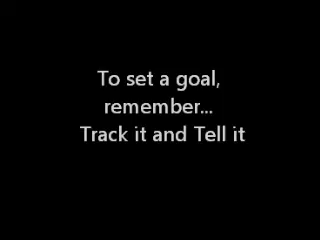 To set a goal,
remember...
Track it and Tell it